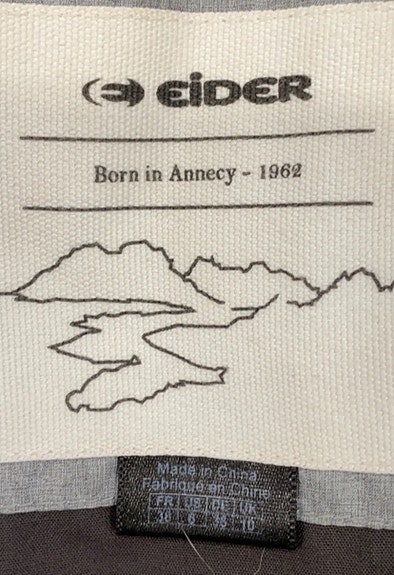 EiDER
Born in Annecy - 1962
Made in China
Fabriqué en Chine
FR US DE UK
38 8 36 10